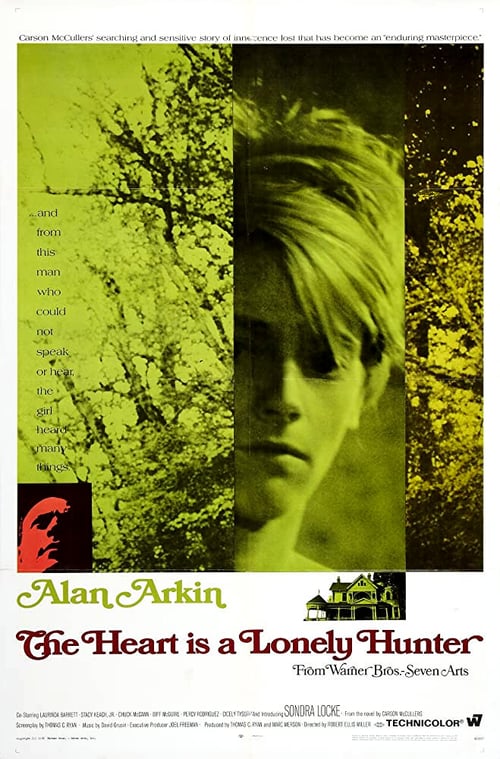 Carson McCullers' searching and sensitive story of innocence lost that has become an "enduring masterpiece."
...and
from
this
man
who
could
not
speak
or hear,
the
girl
heard
many
things.
Alan Arkin
The Heart is a Lonely Hunter
From Warner Bros.-Seven Arts
Co-Starring LAURINDA BARRETT · STACY KEACH, JR. · CHUCK McCANN · BIFF McGUIRE · PERCY RODRIGUEZ · CICELY TYSON And Introducing SONDRA LOCKE · From the novel by CARSON McCULLERS
Screenplay by THOMAS C. RYAN · Music by David Grusin · Executive Producer JOEL FREEMAN · Produced by THOMAS C. RYAN and MARC MERSON · Directed by ROBERT ELLIS MILLER
TECHNICOLOR® W7